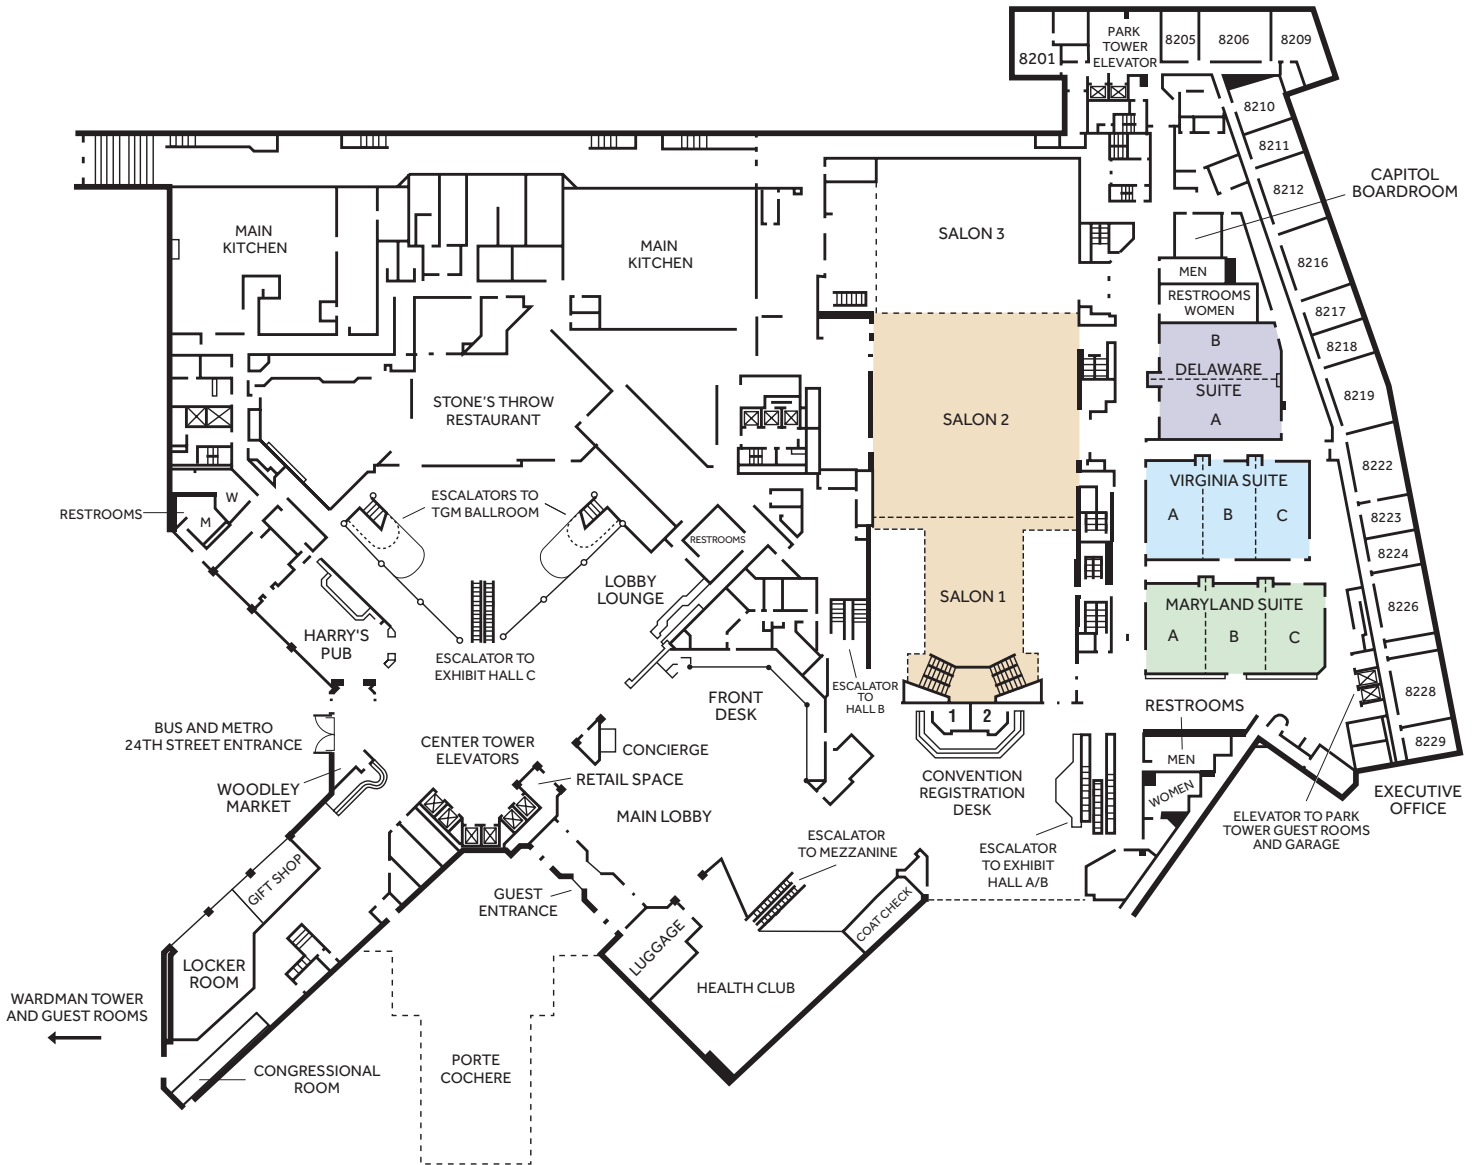 PARK
TOWER
ELEVATOR
8201
8205
8206
8209
8210
8211
8212
CAPITOL
BOARDROOM
MAIN
KITCHEN
MAIN
KITCHEN
SALON 3
8216
MEN
RESTROOMS
WOMEN
8217
8218
B
DELAWARE
SUITE
A
8219
STONE'S THROW
RESTAURANT
SALON 2
8222
VIRGINIA SUITE
A
B
C
8223
8224
RESTROOMS
W
M
ESCALATORS TO
TGM BALLROOM
RESTROOMS
LOBBY
LOUNGE
SALON 1
MARYLAND SUITE
A
B
C
8226
HARRY'S
PUB
ESCALATOR TO
EXHIBIT HALL C
FRONT
DESK
ESCALATOR
TO
HALL B
1
2
8228
8229
RESTROOMS
MEN
WOMEN
BUS AND METRO
24TH STREET ENTRANCE
CENTER TOWER
ELEVATORS
CONCIERGE
RETAIL SPACE
WOODLEY
MARKET
MAIN LOBBY
CONVENTION
REGISTRATION
DESK
EXECUTIVE
OFFICE
ELEVATOR TO PARK
TOWER GUEST ROOMS
AND GARAGE
ESCALATOR
TO MEZZANINE
ESCALATOR
TO EXHIBIT
HALL A/B
GIFT SHOP
GUEST
ENTRANCE
COAT CHECK
LUGGAGE
LOCKER
ROOM
HEALTH CLUB
WARDMAN TOWER
AND GUEST ROOMS
CONGRESSIONAL
ROOM
PORTE
COCHERE